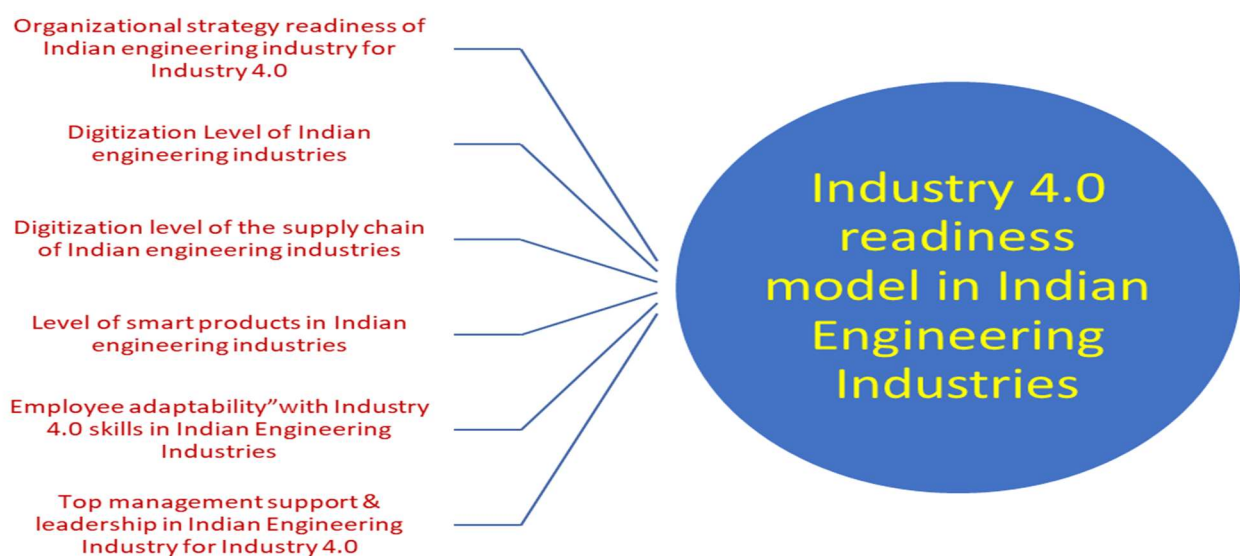 Organizational strategy readiness of
Indian engineering industry for
Industry 4.0
Digitization Level of Indian
engineering industries
Digitization level of the supply chain
of Indian engineering industries
Level of smart products in Indian
engineering industries
Employee adaptability”with Industry
4.0 skills in Indian Engineering
Industries
Top management support &
leadership in Indian Engineering
Industry for Industry 4.0
Industry 4.0
readiness
model in Indian
Engineering
Industries